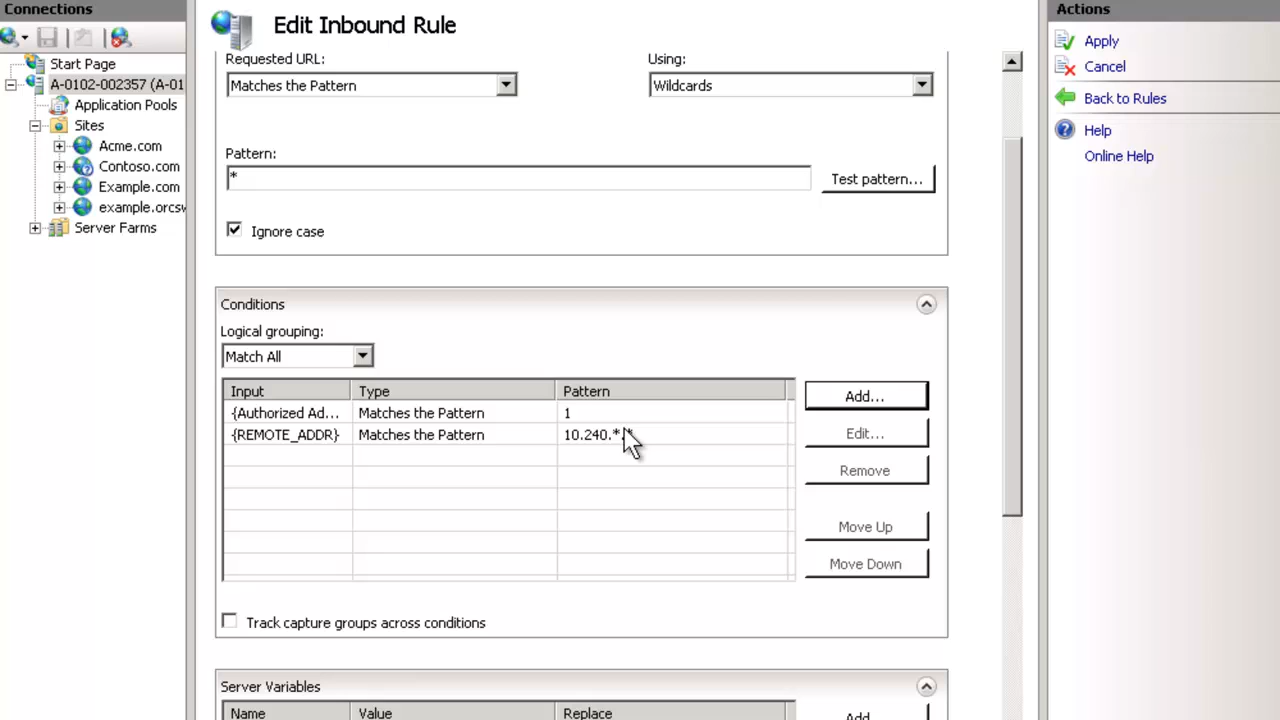 Connections
Start Page
A-0102-002357 (A-01
Application Pools
Sites
Acme.com
Contoso.com
Example.com
example.orcsw
Server Farms
Edit Inbound Rule
Requested URL:
Using:
Matches the Pattern
Wildcards
Pattern:
*
Test pattern...
Ignore case
Conditions
Logical grouping:
Match All
Input Type Pattern
{Authorized Ad... Matches the Pattern 1
{REMOTE_ADDR} Matches the Pattern 10.240.*.*
Add...
Edit...
Remove
Move Up
Move Down
Track capture groups across conditions
Server Variables
Name Value Replace
Add...
Actions
Apply
Cancel
Back to Rules
Help
Online Help